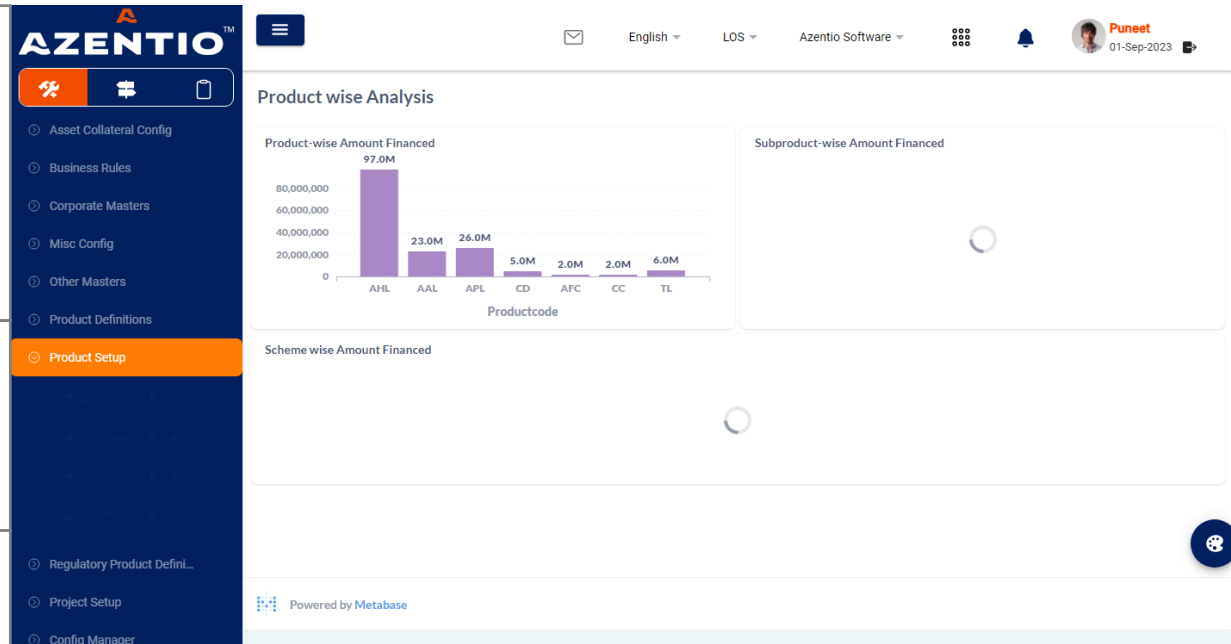 AZENTIO™
English
LOS
Azentio Software
Puneet
01-Sep-2023
Asset Collateral Config
Business Rules
Corporate Masters
Misc Config
Other Masters
Product Definitions
Product Setup
Regulatory Product Defini...
Project Setup
Config Manager
Product wise Analysis
Product-wise Amount Financed
97.0M
80,000,000
60,000,000
40,000,000
20,000,000
0
23.0M
26.0M
5.0M
2.0M
2.0M
6.0M
AHL AAL APL CD AFC CC TL
Productcode
Subproduct-wise Amount Financed
Scheme wise Amount Financed
Powered by Metabase